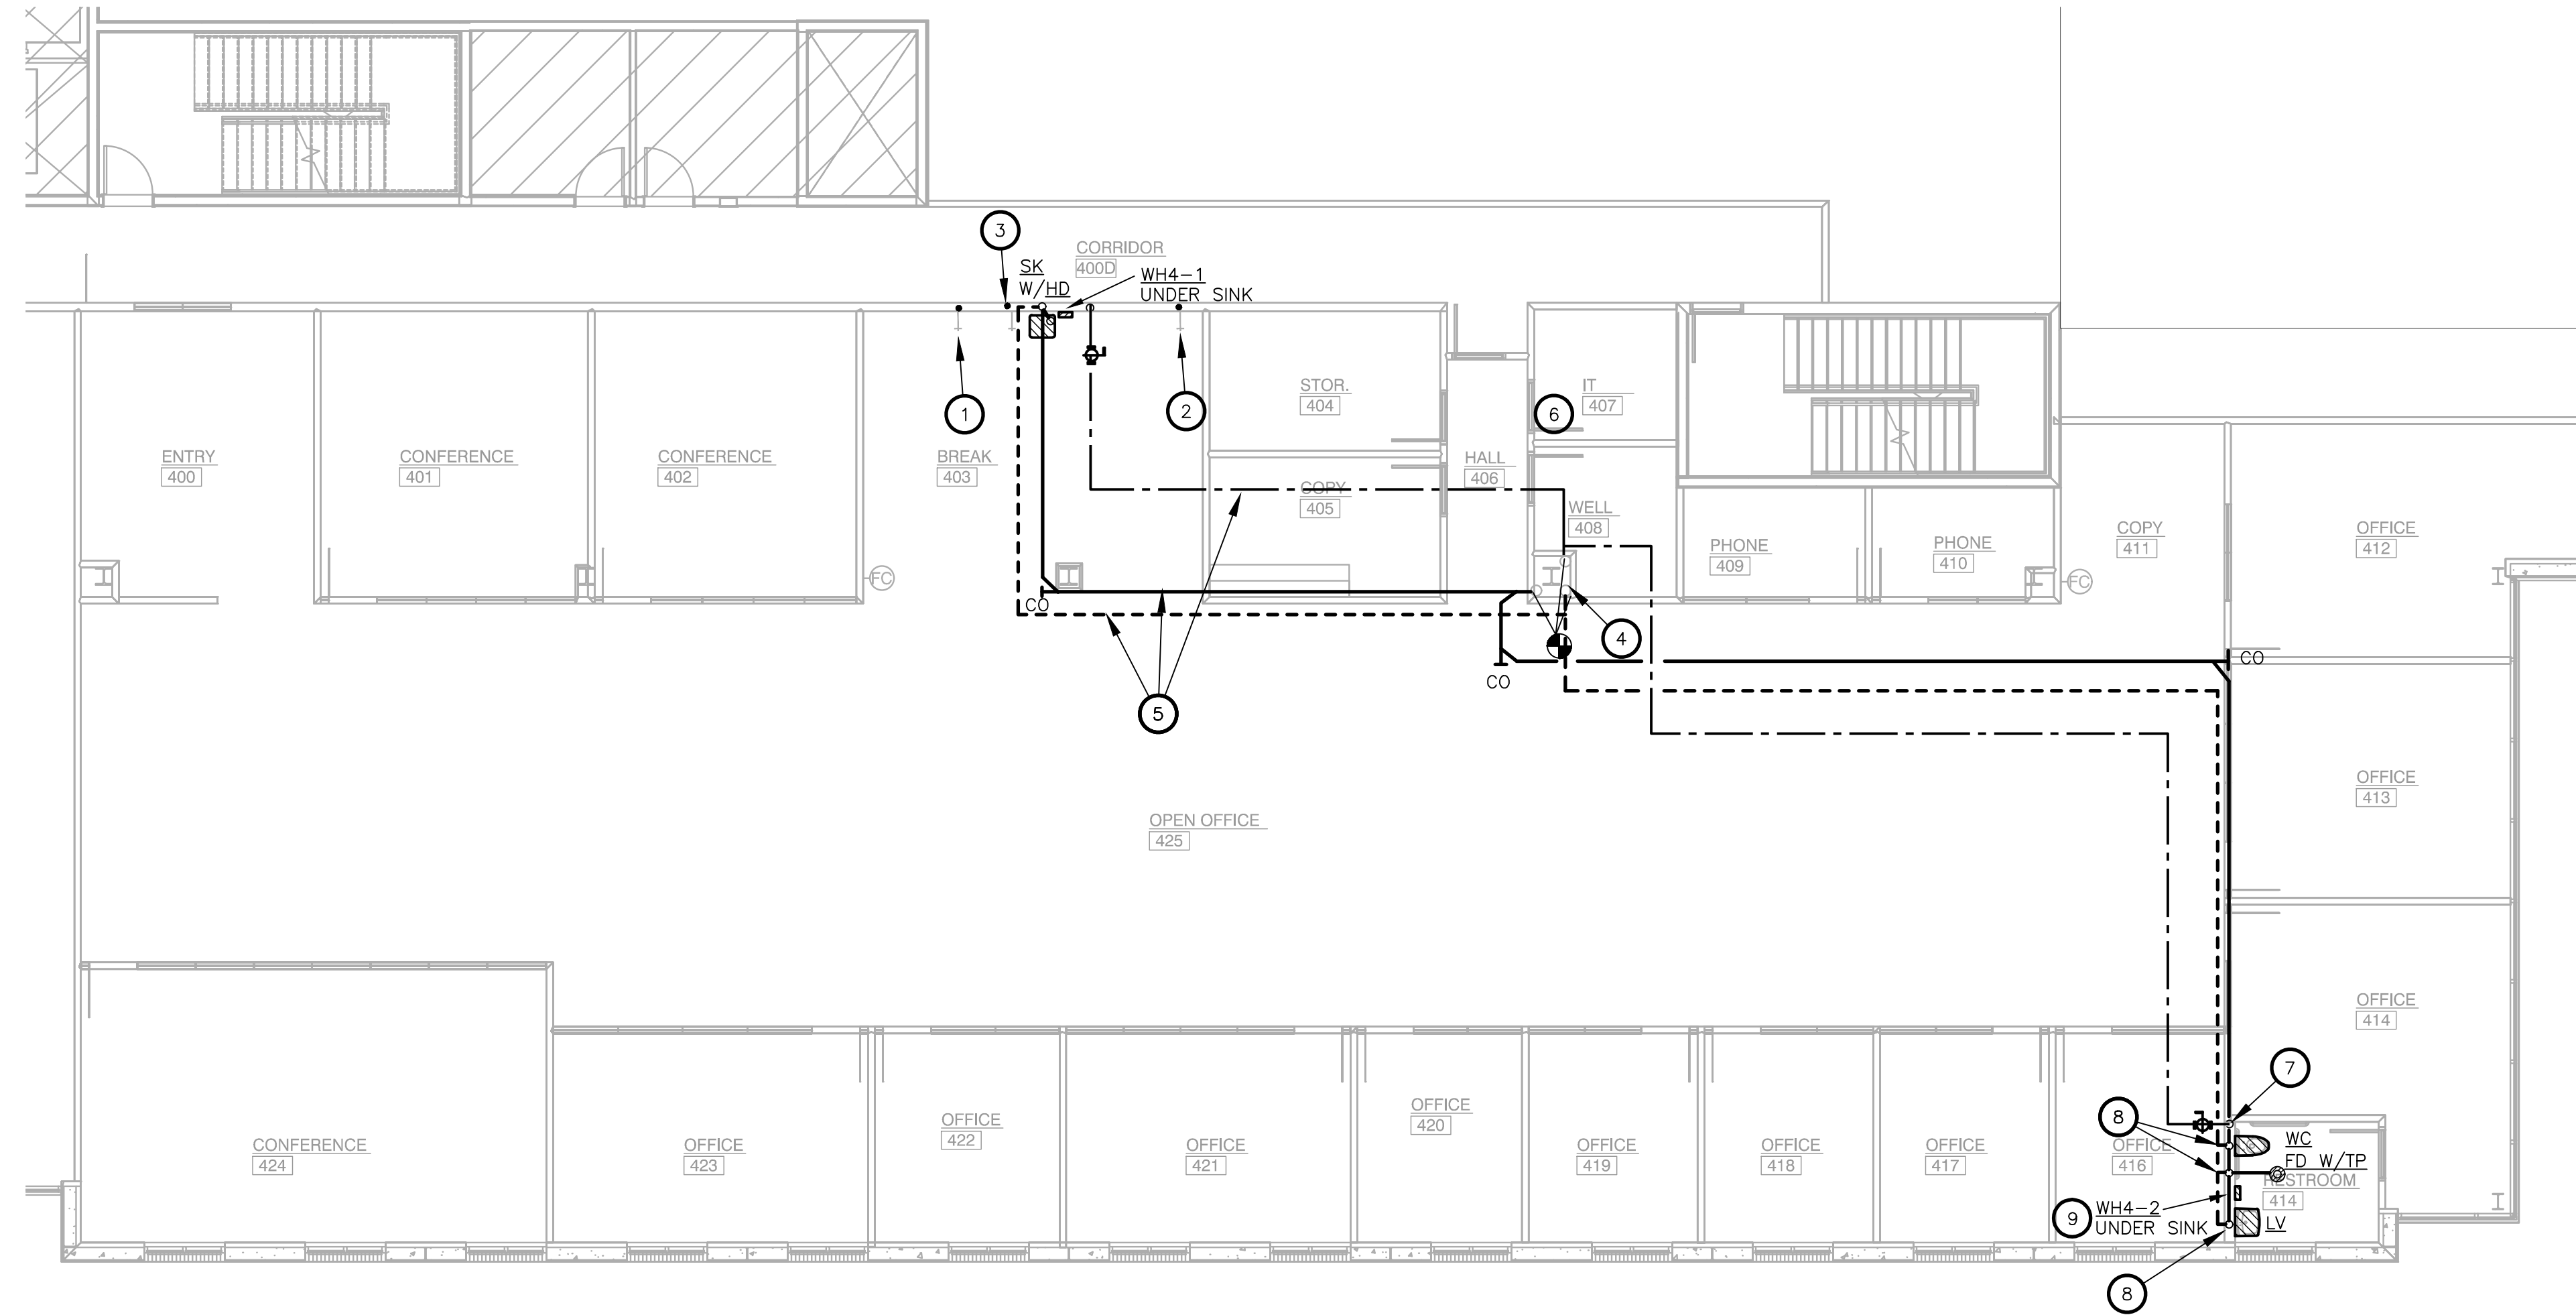 3
CORRIDOR
400D
SK
W/HD
WH4-1
UNDER SINK
1
2
STOR.
404
6
IT
407
ENTRY
400
CONFERENCE
401
CONFERENCE
402
BREAK
403
COPY
405
HALL
406
WELL
408
PHONE
409
PHONE
410
COPY
411
OFFICE
412
FC
FC
CO
4
CO
CO
5
OFFICE
413
OPEN OFFICE
425
OFFICE
414
7
8
CONFERENCE
424
OFFICE
423
OFFICE
422
OFFICE
421
OFFICE
420
OFFICE
419
OFFICE
418
OFFICE
417
OFFICE
416
WC
FD W/TP
RESTROOM
414
9
WH4-2
UNDER SINK
LV
8